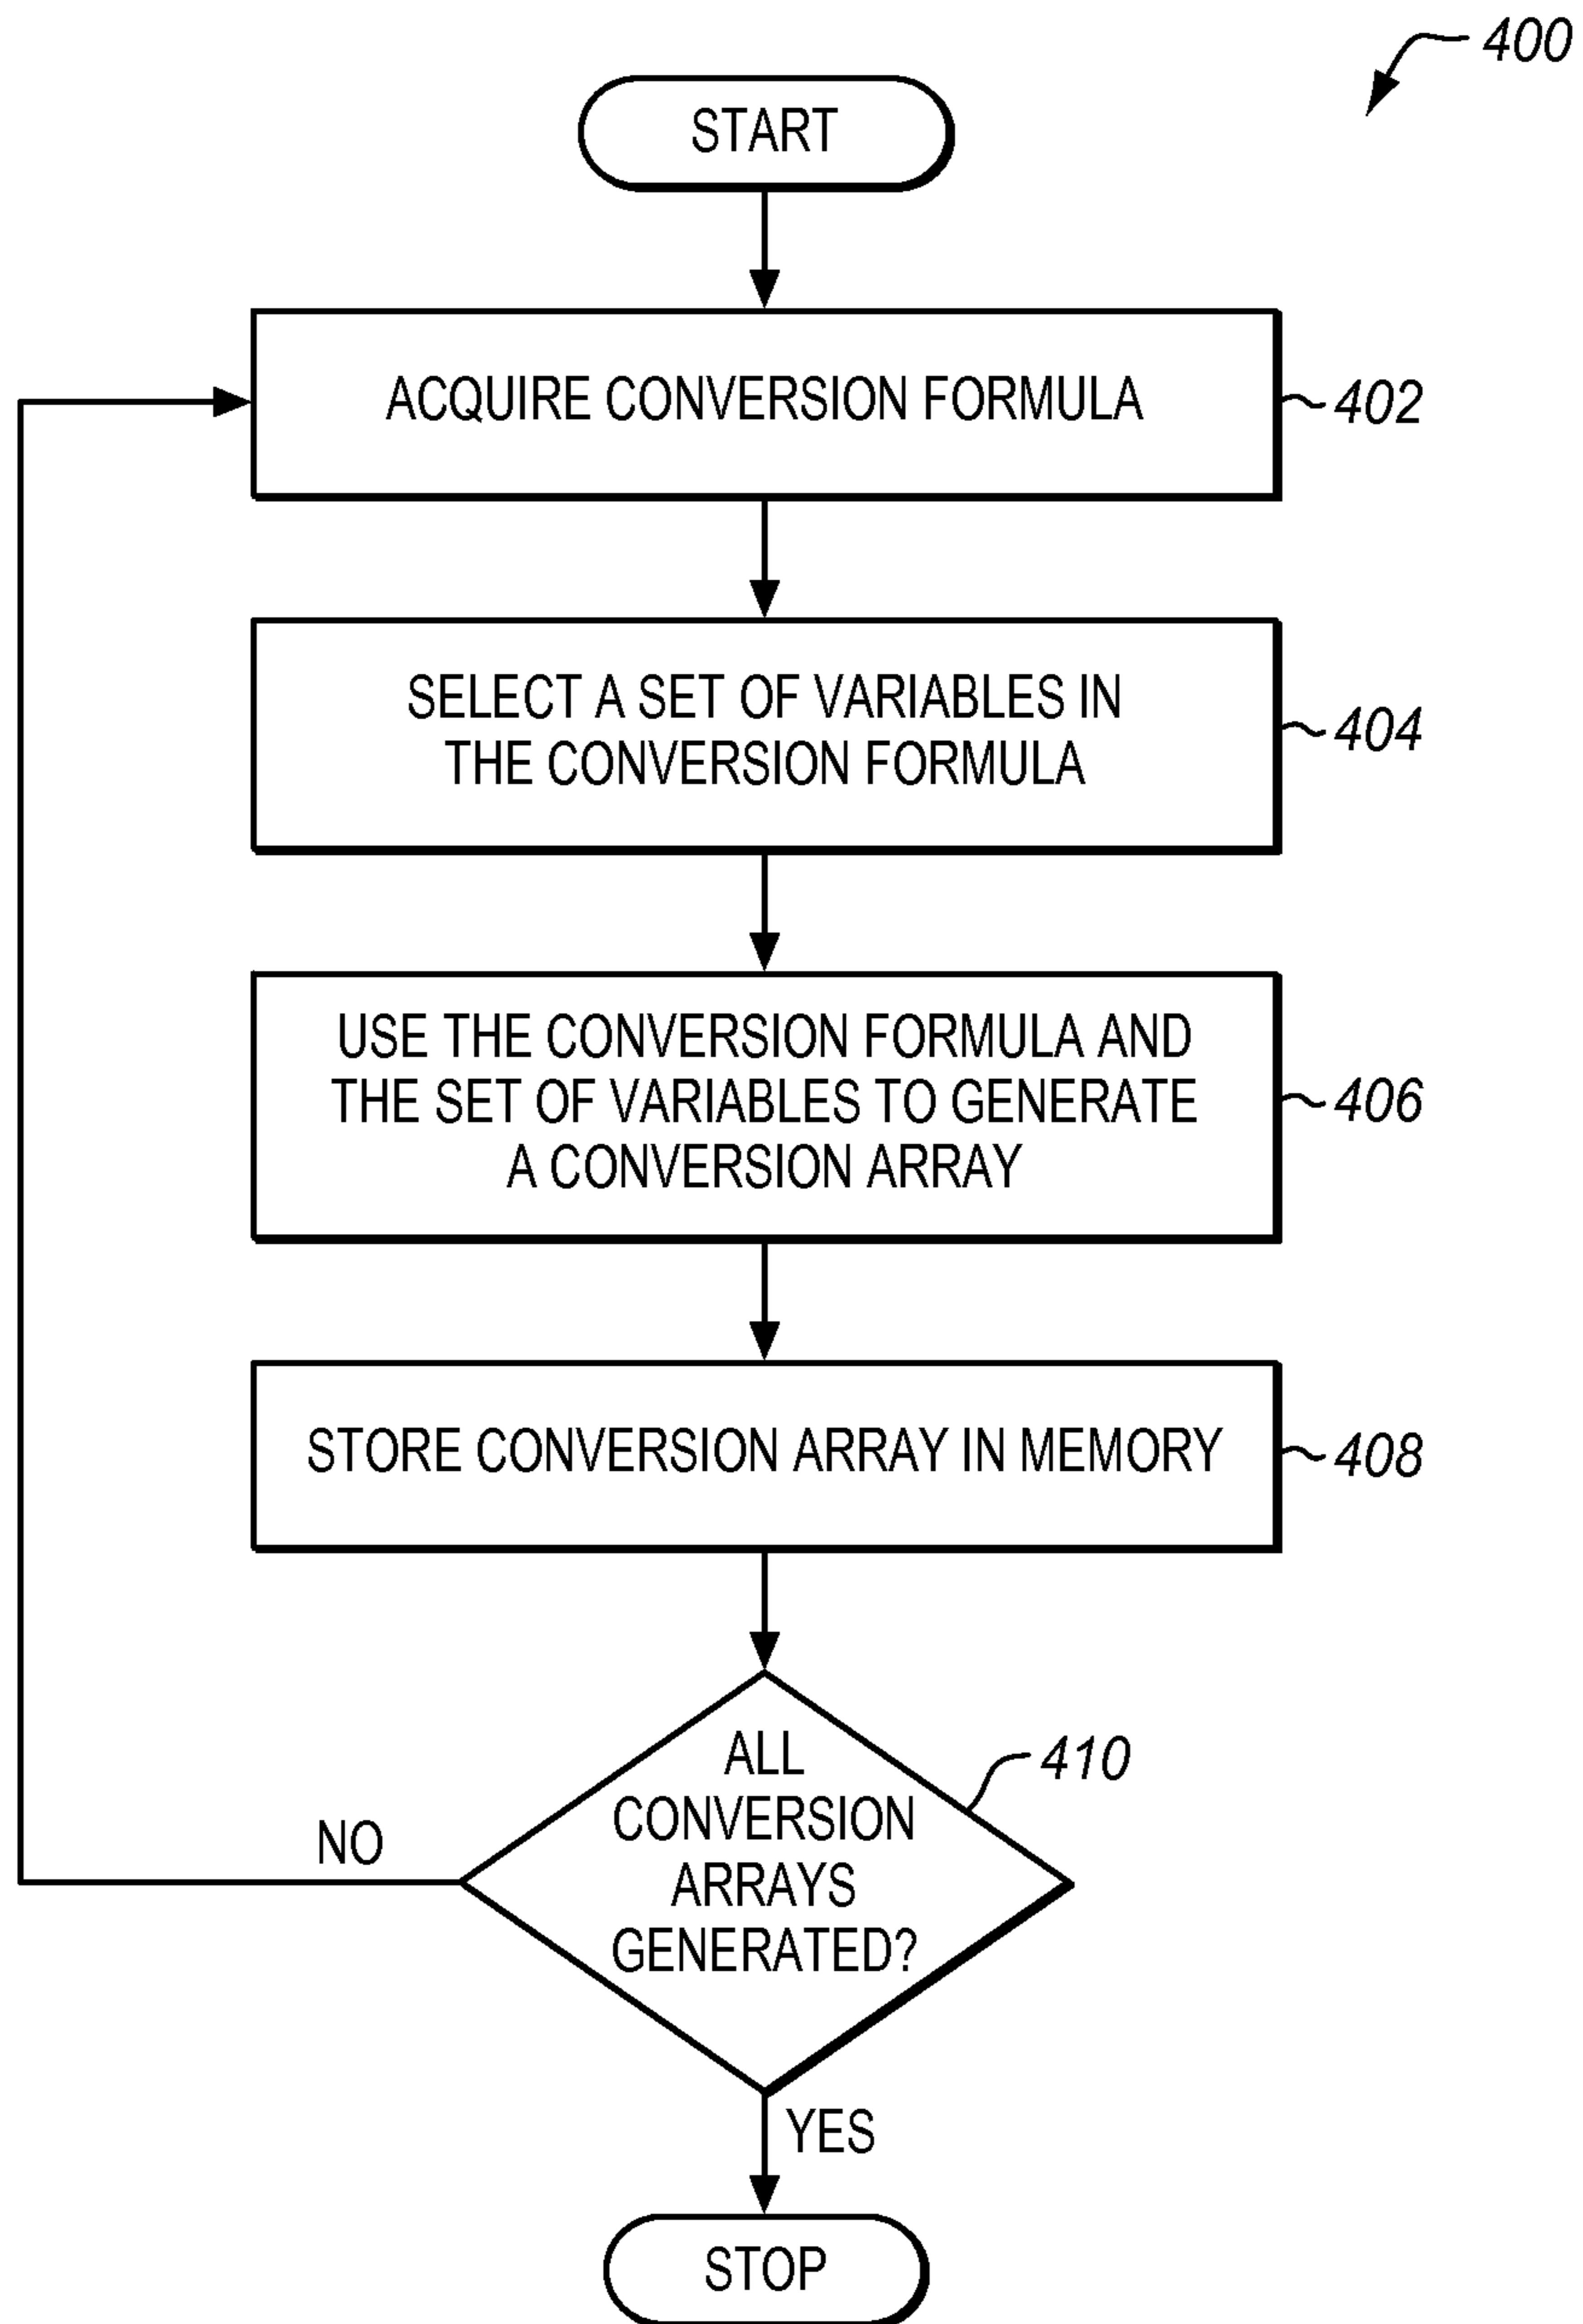 400
START
ACQUIRE CONVERSION FORMULA
402
SELECT A SET OF VARIABLES IN
THE CONVERSION FORMULA
404
USE THE CONVERSION FORMULA AND
THE SET OF VARIABLES TO GENERATE
A CONVERSION ARRAY
406
STORE CONVERSION ARRAY IN MEMORY
408
ALL
CONVERSION
ARRAYS
GENERATED?
410
NO
YES
STOP